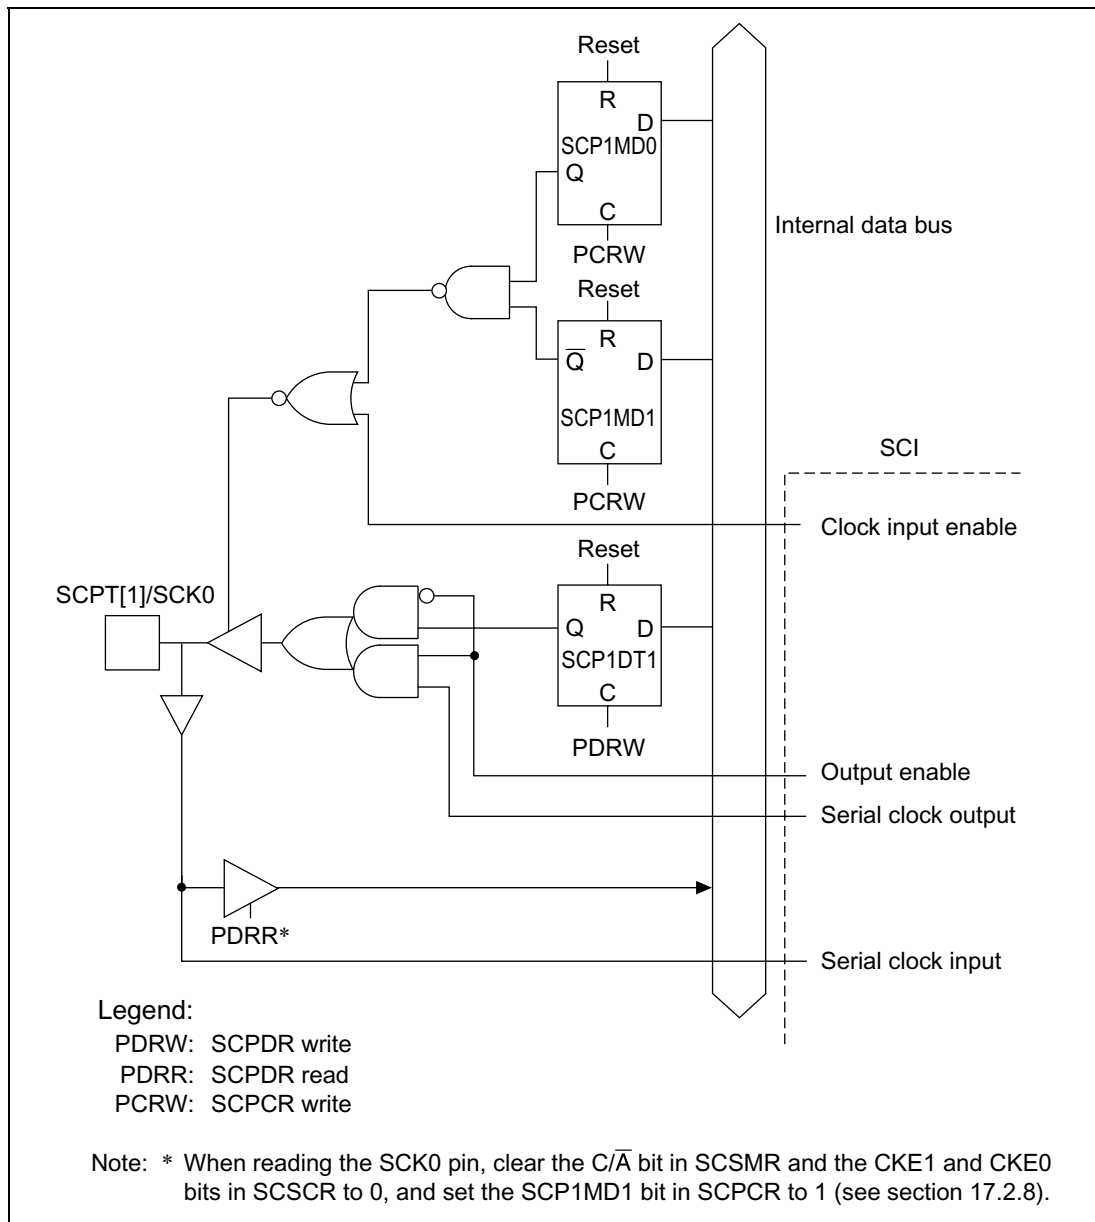 Reset
R
D
SCP1MD0
Q
C
PCRW
Internal data bus
Reset
R
Q̅ D
SCP1MD1
C
PCRW
SCI
Clock input enable
Reset
SCPT[1]/SCK0
R
Q D
SCP1DT1
C
PDRW
Output enable
Serial clock output
PDRR*
Serial clock input
Legend:
PDRW: SCPDR write
PDRR: SCPDR read
PCRW: SCPCR write
Note: * When reading the SCK0 pin, clear the C/A̅ bit in SCSMR and the CKE1 and CKE0
bits in SCSCR to 0, and set the SCP1MD1 bit in SCPCR to 1 (see section 17.2.8).